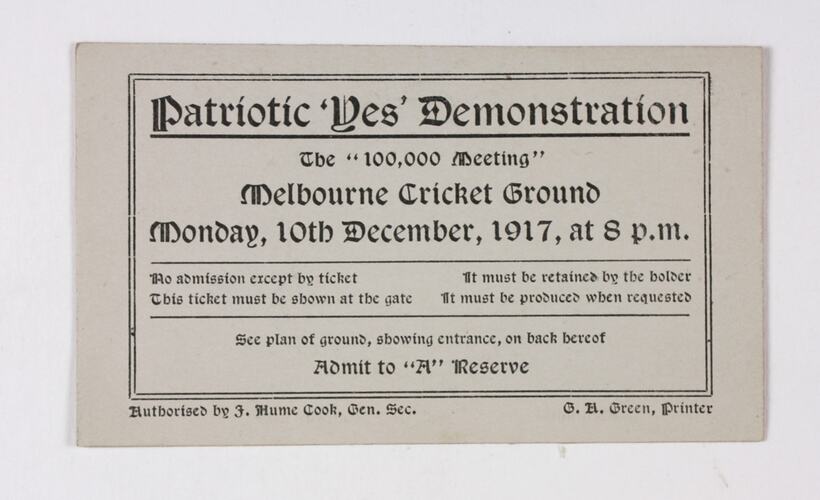 Patriotic 'Yes' Demonstration
The "100,000 Meeting"
Melbourne Cricket Ground
Monday, 10th December, 1917, at 8 p.m.
No admission except by ticket It must be retained by the holder
This ticket must be shown at the gate It must be produced when requested
See plan of ground, showing entrance, on back hereof
Admit to "A" Reserve
Authorised by J. Hume Cook, Gen. Sec. G. H. Green, Printer